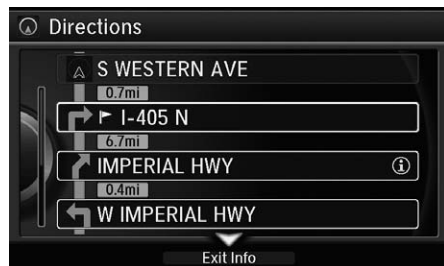 Directions
S WESTERN AVE
0.7mi
I-405 N
6.7mi
IMPERIAL HWY
0.4mi
W IMPERIAL HWY
Exit Info